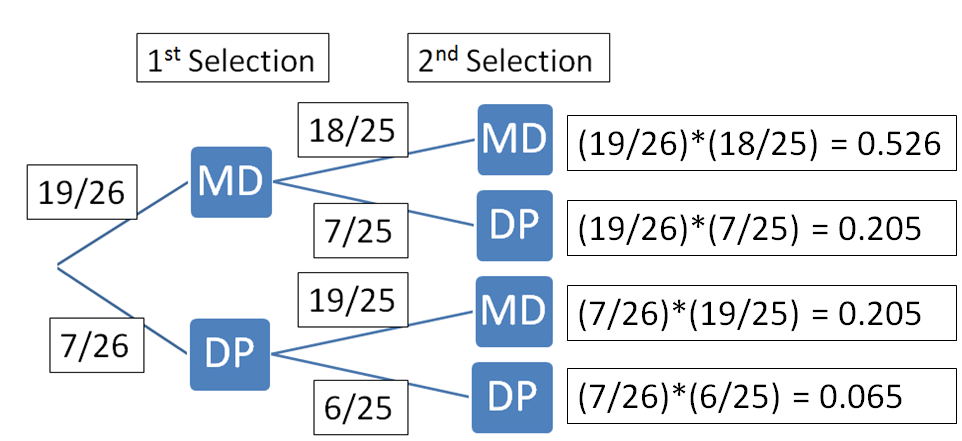 1st Selection
2nd Selection
19/26
7/26
MD
DP
18/25
7/25
19/25
6/25
MD
(19/26)*(18/25) = 0.526
DP
(19/26)*(7/25) = 0.205
MD
(7/26)*(19/25) = 0.205
DP
(7/26)*(6/25) = 0.065